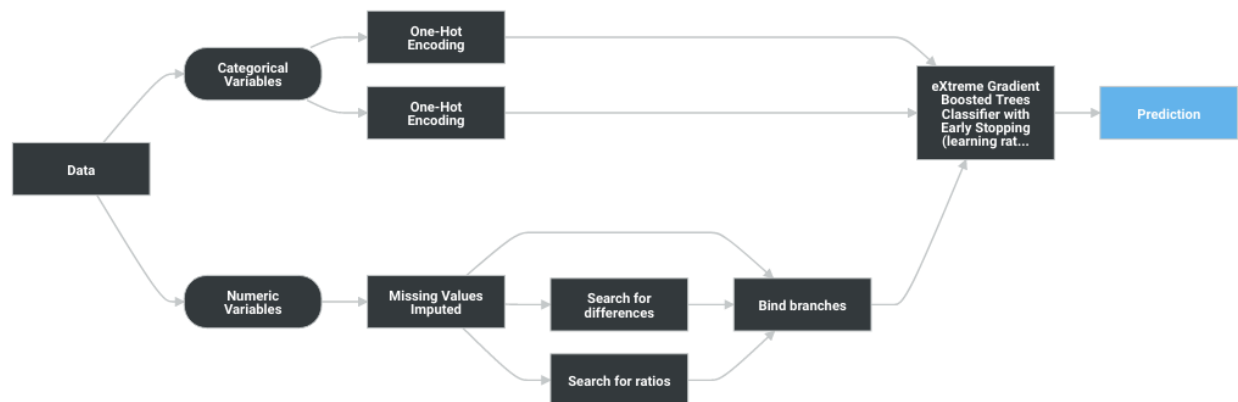 One-Hot
Encoding
Categorical
Variables
One-Hot
Encoding
eXtreme Gradient
Boosted Trees
Classifier with
Early Stopping
(learning rat...
Prediction
Data
Numeric
Variables
Missing Values
Imputed
Search for
differences
Bind branches
Search for ratios